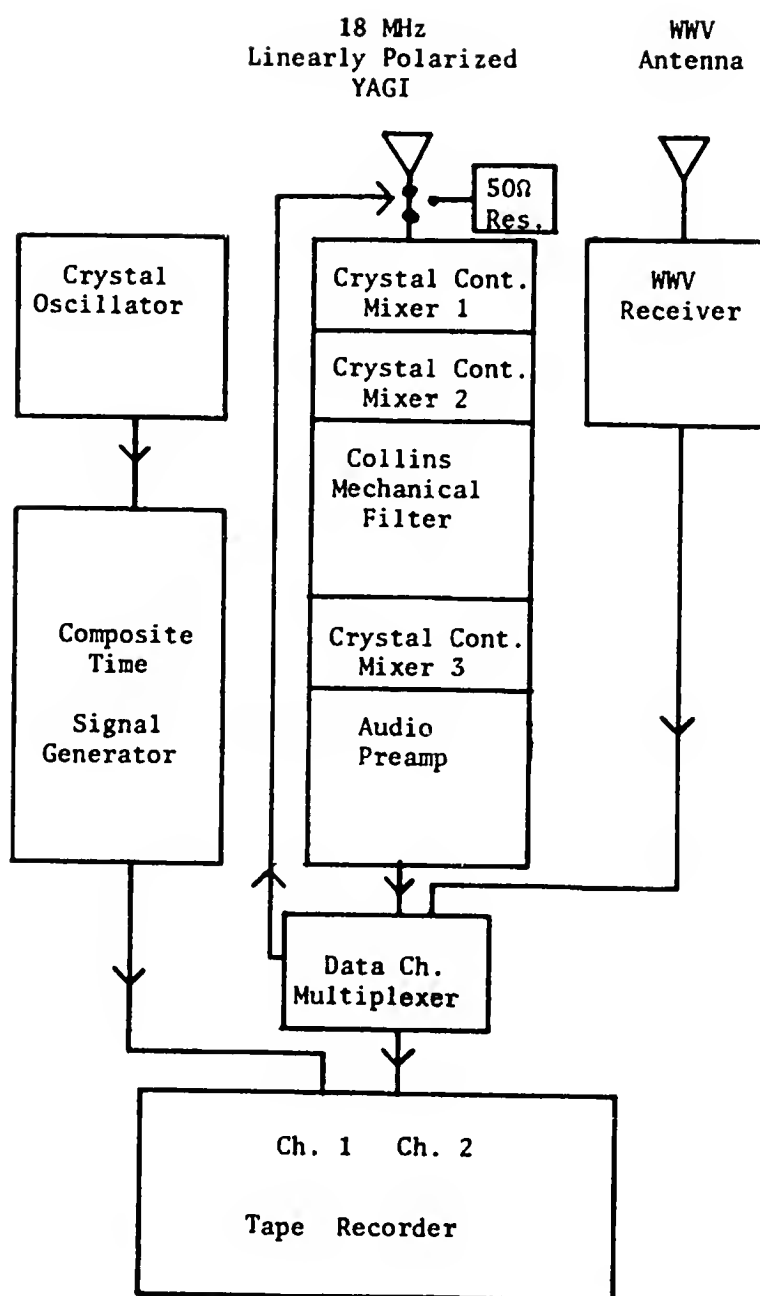 18 MHz
Linearly Polarized
YAGI
WWV
Antenna
50Ω
Res.
Crystal
Oscillator
Crystal Cont.
Mixer 1
WWV
Receiver
Crystal Cont.
Mixer 2
Collins
Mechanical
Filter
Composite
Time
Signal
Generator
Crystal Cont.
Mixer 3
Audio
Preamp
Data Ch.
Multiplexer
Ch. 1 Ch. 2
Tape Recorder